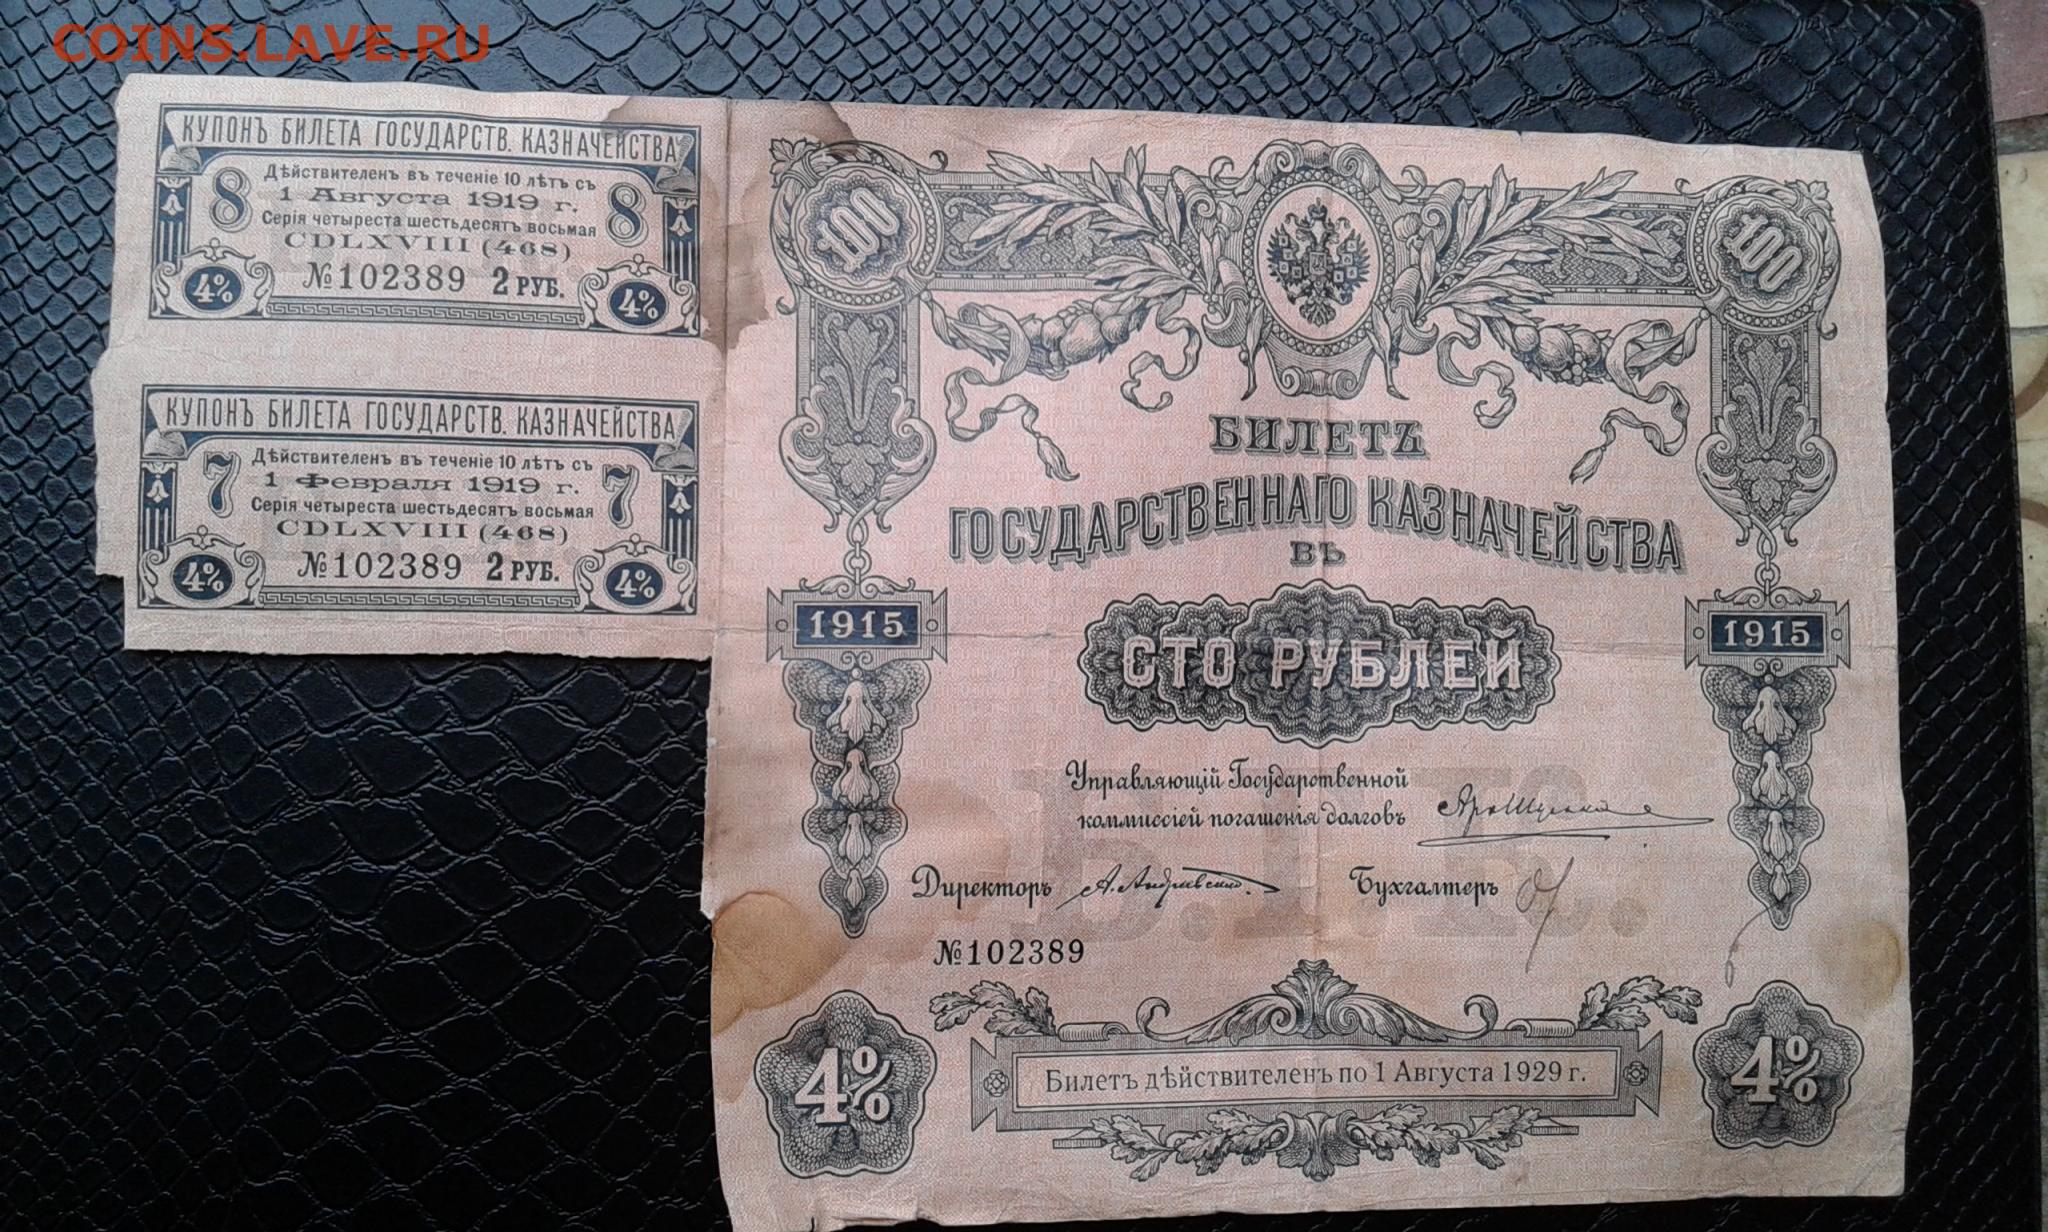 COINS.LAVE.RU
КУПОНЪ БИЛЕТА ГОСУДАРСТВ. КАЗНАЧЕЙСТВА
8 Дѣйствителенъ въ теченіе 10 лѣтъ съ 8
1 Августа 1919 г.
Серія четыреста шестьдесятъ восьмая
CDLXVIII (468)
№102389 2 РУБ.
4% 4%
КУПОНЪ БИЛЕТА ГОСУДАРСТВ. КАЗНАЧЕЙСТВА
7 Дѣйствителенъ въ теченіе 10 лѣтъ съ 7
1 Февраля 1919 г.
Серія четыреста шестьдесятъ восьмая
CDLXVIII (468)
№102389 2 РУБ.
4% 4%
100 100
БИЛЕТЪ
ГОСУДАРСТВЕННАГО КАЗНАЧЕЙСТВА
ВЪ
1915 1915
СТО РУБЛЕЙ
Управляющій Государственной
коммиссіей погашенія долговъ
Директоръ Бухгалтеръ
№102389
4% 4%
Билетъ дѣйствителенъ по 1 Августа 1929 г.